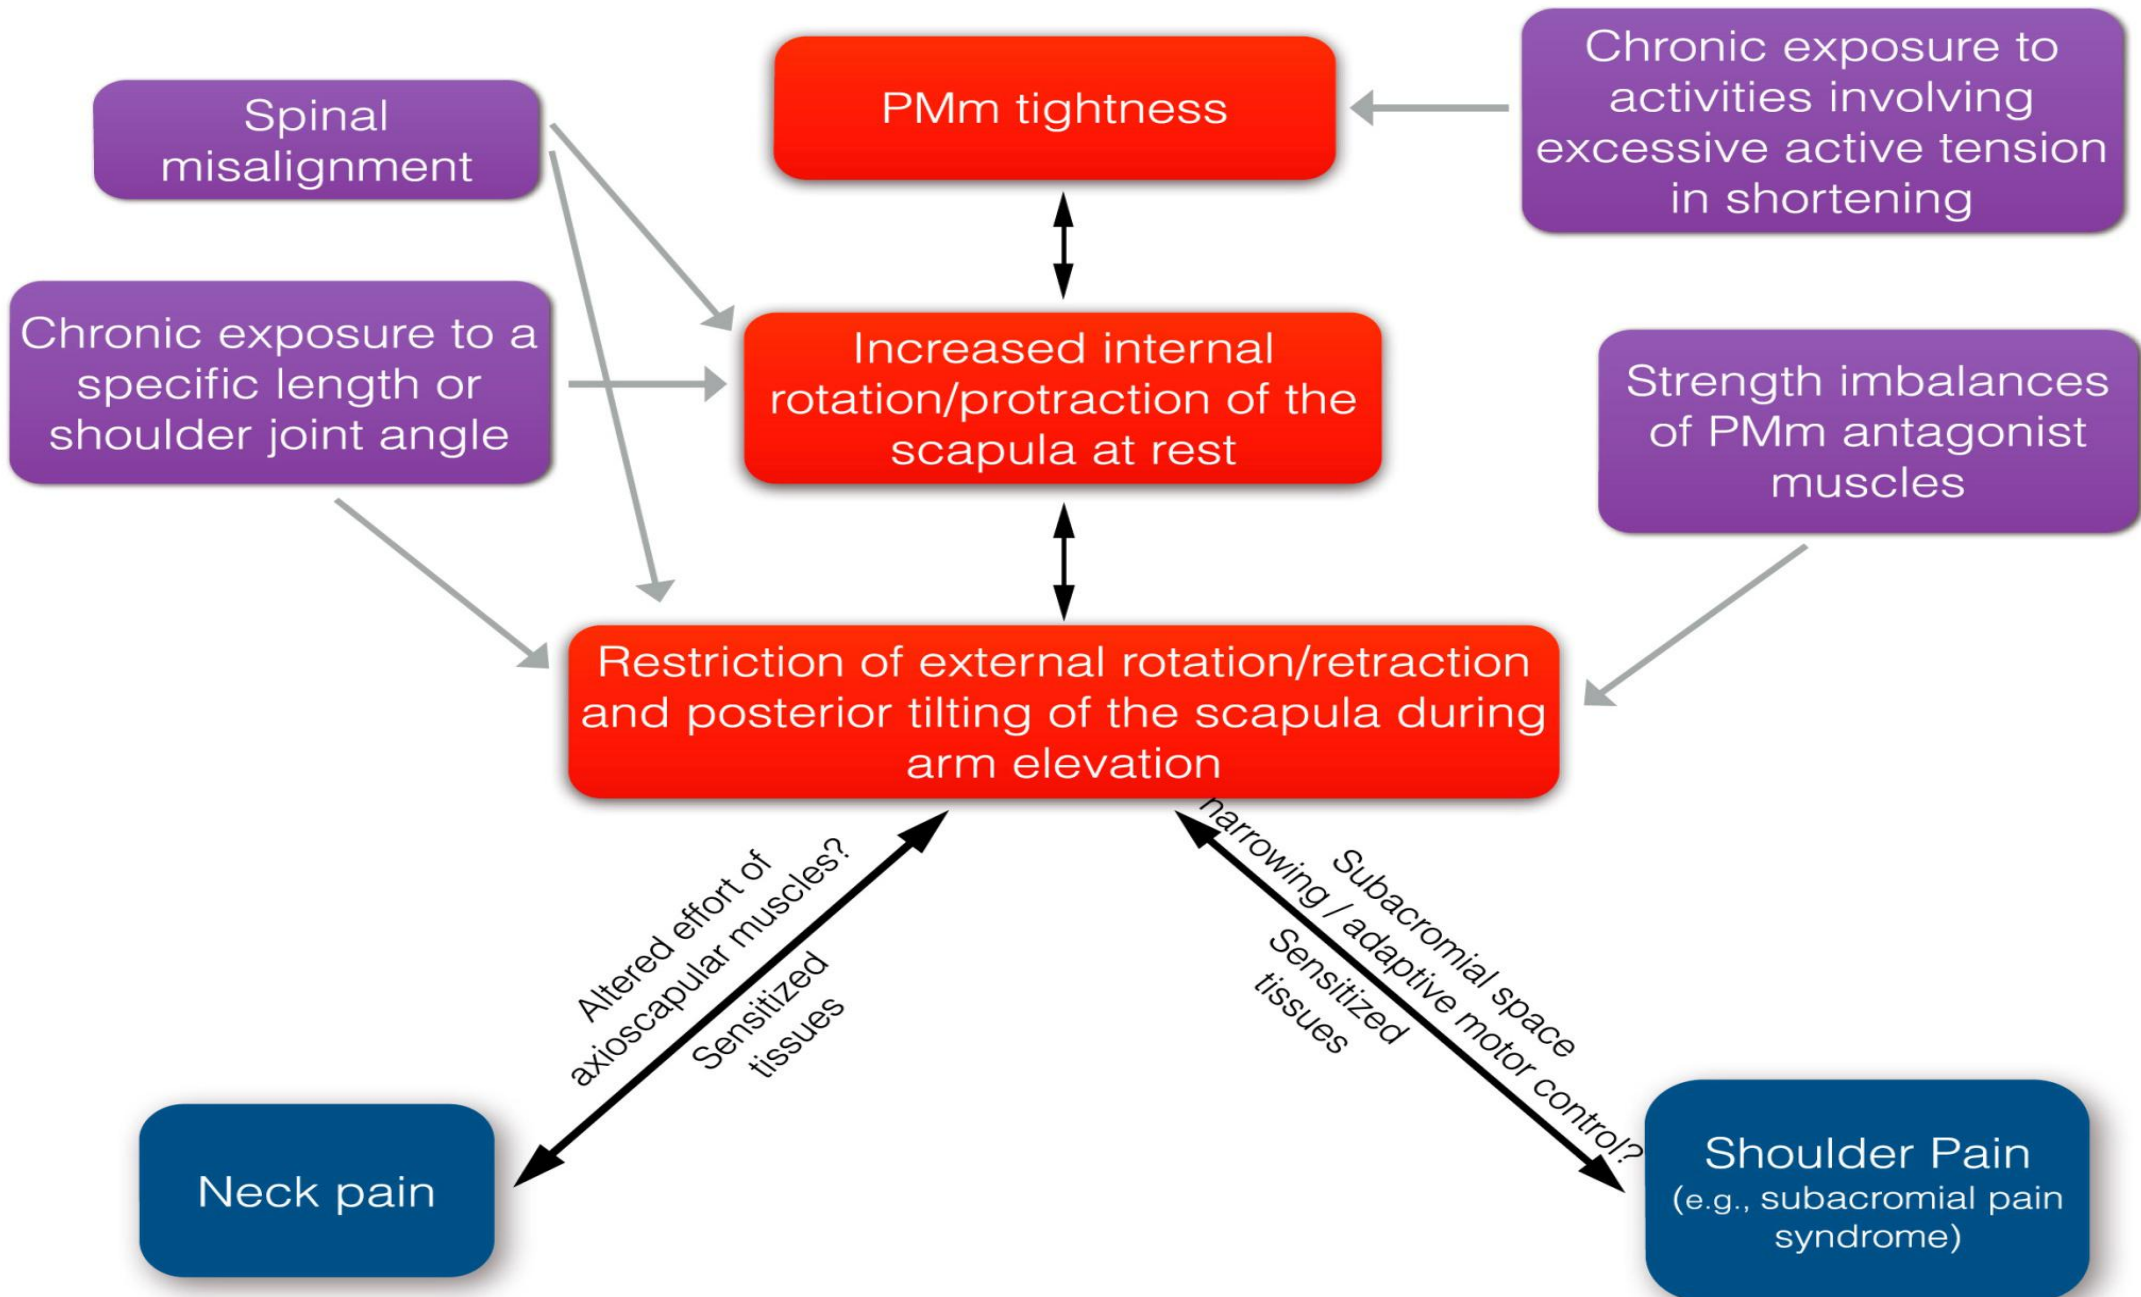 Spinal
misalignment
PMm tightness
Chronic exposure to
activities involving
excessive active tension
in shortening
Chronic exposure to a
specific length or
shoulder joint angle
Increased internal
rotation/protraction of the
scapula at rest
Strength imbalances
of PMm antagonist
muscles
Restriction of external rotation/retraction
and posterior tilting of the scapula during
arm elevation
Altered effort of
axioscapular muscles?
Sensitized
tissues
Subacromial space
narrowing / adaptive motor control?
Sensitized
tissues
Neck pain
Shoulder Pain
(e.g., subacromial pain
syndrome)